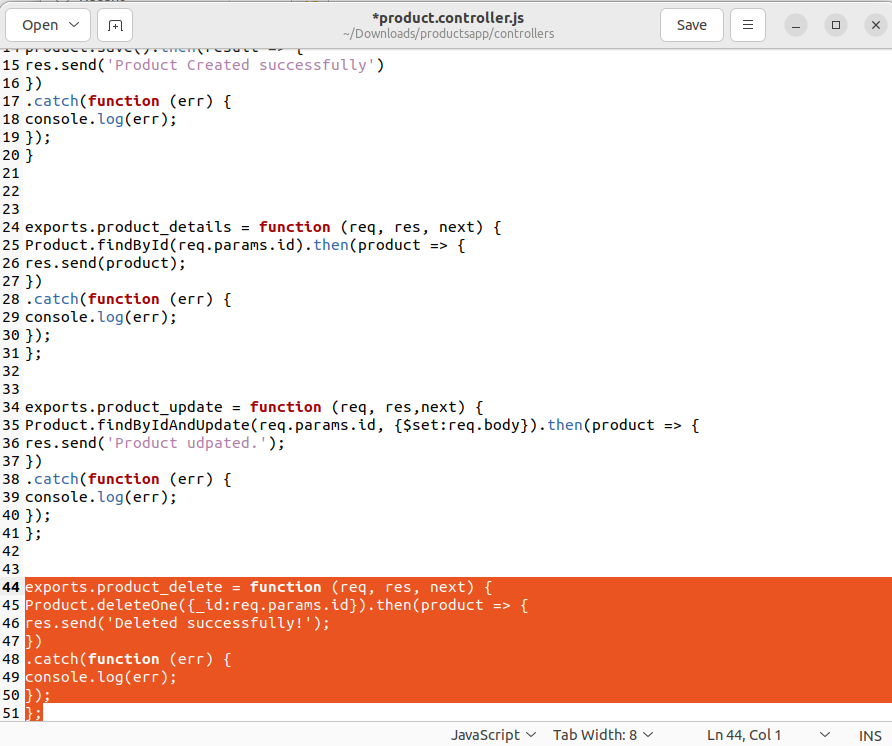 Open
*product.controller.js
~/Downloads/productsapp/controllers
Save
14 product.save().then(result => {
15 res.send('Product Created successfully')
16 })
17 .catch(function (err) {
18 console.log(err);
19 });
20 }
21
22
23
24 exports.product_details = function (req, res, next) {
25 Product.findById(req.params.id).then(product => {
26 res.send(product);
27 })
28 .catch(function (err) {
29 console.log(err);
30 });
31 };
32
33
34 exports.product_update = function (req, res,next) {
35 Product.findByIdAndUpdate(req.params.id, {$set:req.body}).then(product => {
36 res.send('Product udpated.');
37 })
38 .catch(function (err) {
39 console.log(err);
40 });
41 };
42
43
44 exports.product_delete = function (req, res, next) {
45 Product.deleteOne({_id:req.params.id}).then(product => {
46 res.send('Deleted successfully!');
47 })
48 .catch(function (err) {
49 console.log(err);
50 });
51 };
JavaScript
Tab Width: 8
Ln 44, Col 1
INS